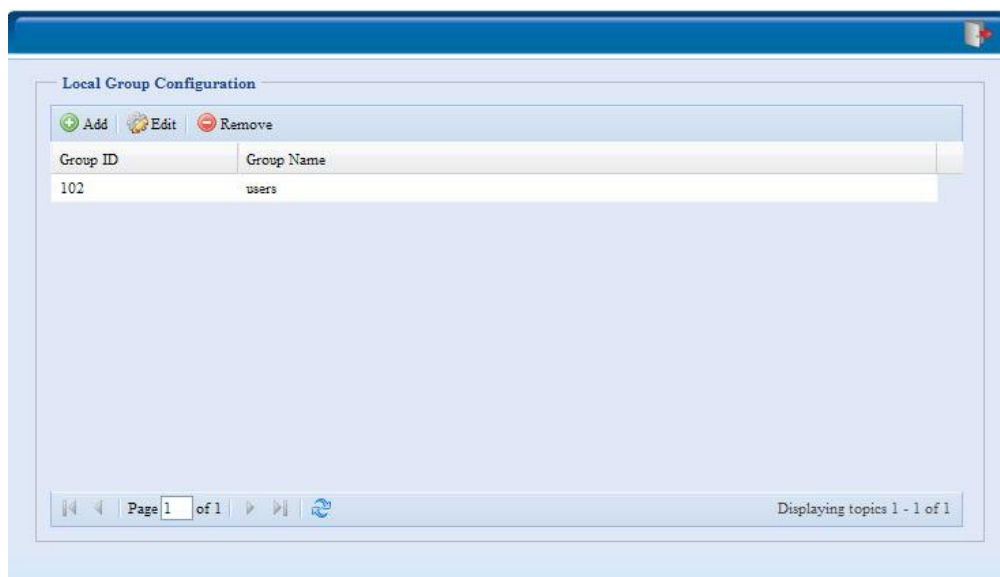 Local Group Configuration
Add Edit Remove
Group ID Group Name
102 users
Page 1 of 1 Displaying topics 1 - 1 of 1